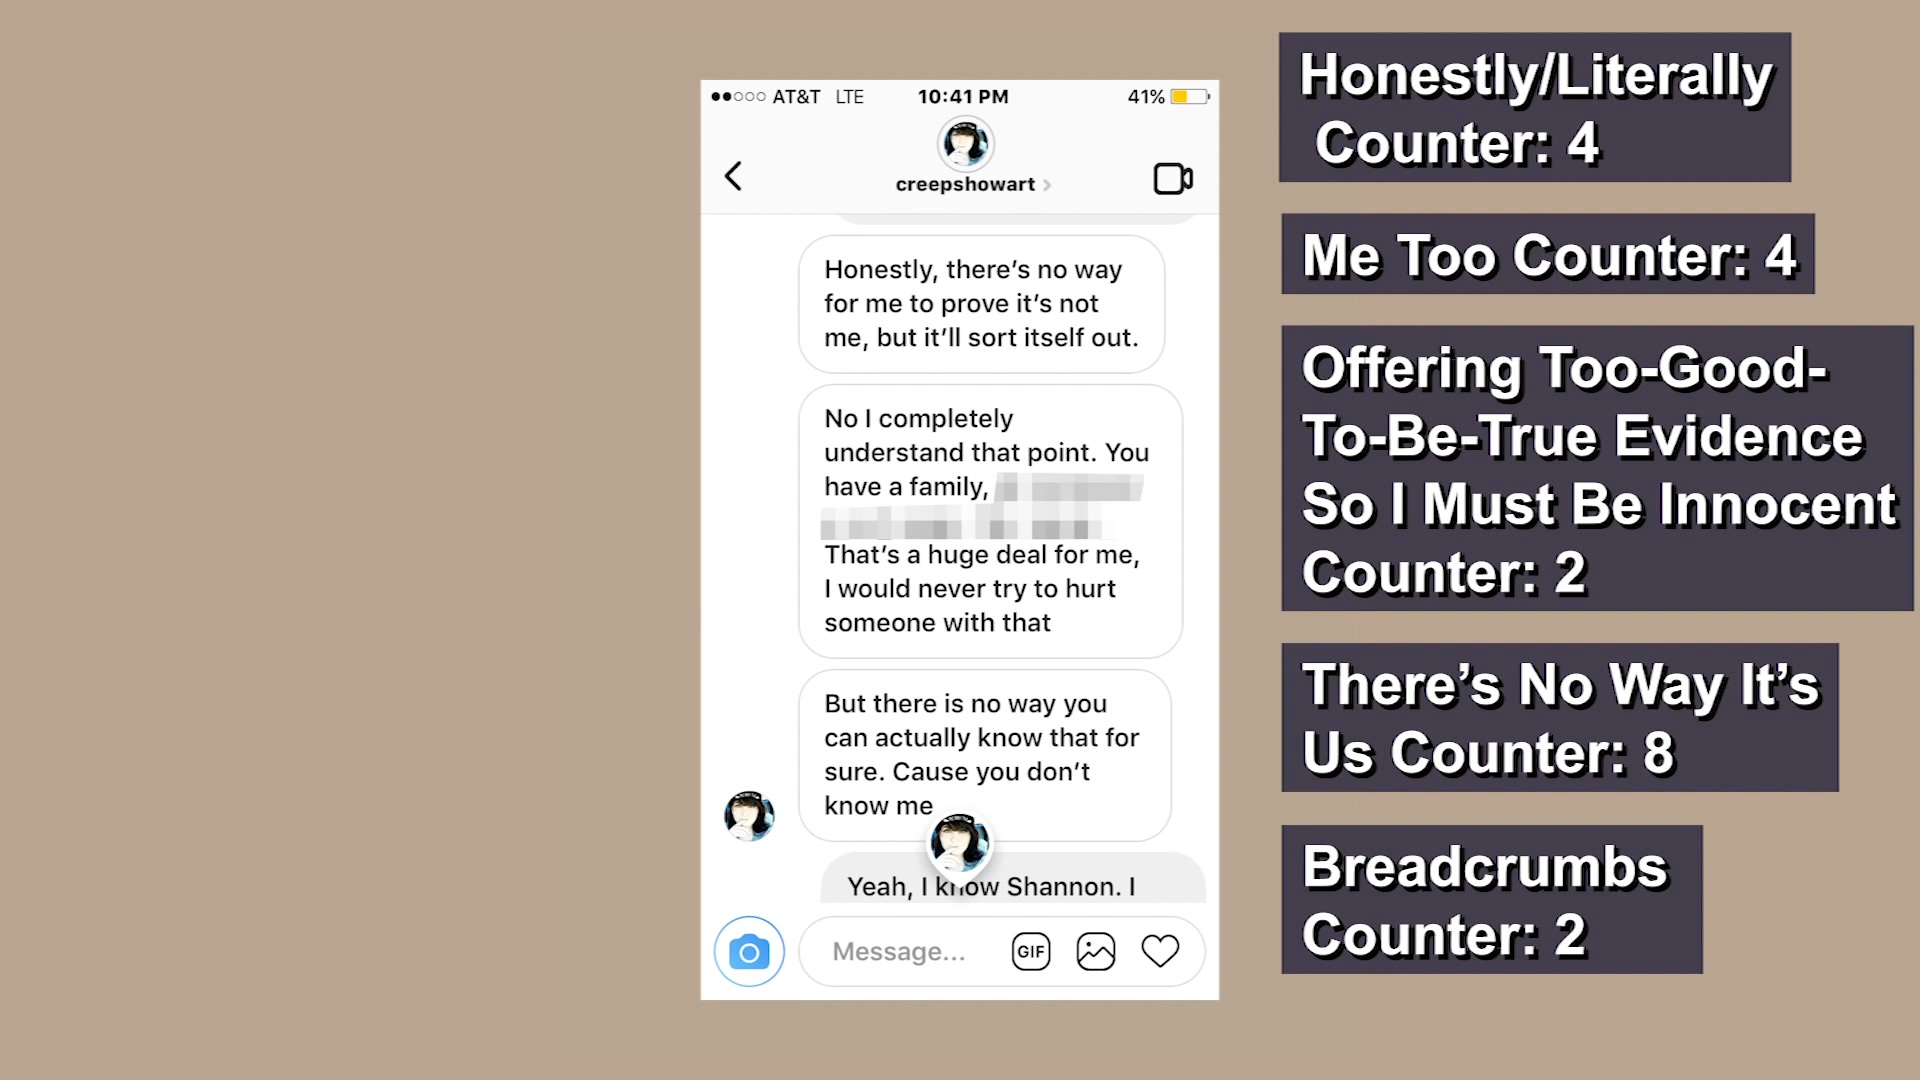 AT&T LTE 10:41 PM 41%
creepshowart
Honestly, there's no way
for me to prove it's not
me, but it'll sort itself out.
No I completely
understand that point. You
have a family,
That's a huge deal for me,
I would never try to hurt
someone with that
But there is no way you
can actually know that for
sure. Cause you don't
know me
Yeah, I know Shannon. I
Message...
GIF
Honestly/Literally
Counter: 4
Me Too Counter: 4
Offering Too-Good-
To-Be-True Evidence
So I Must Be Innocent
Counter: 2
There's No Way It's
Us Counter: 8
Breadcrumbs
Counter: 2